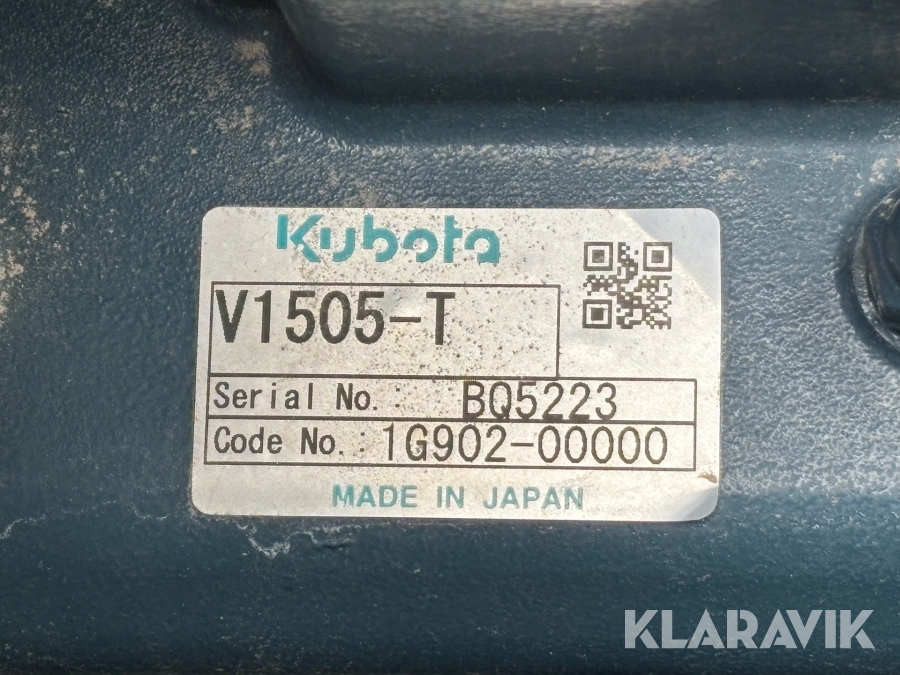 Kubota
V1505-T
Serial No.: BQ5223
Code No.: 1G902-00000
MADE IN JAPAN
KLARAVIK